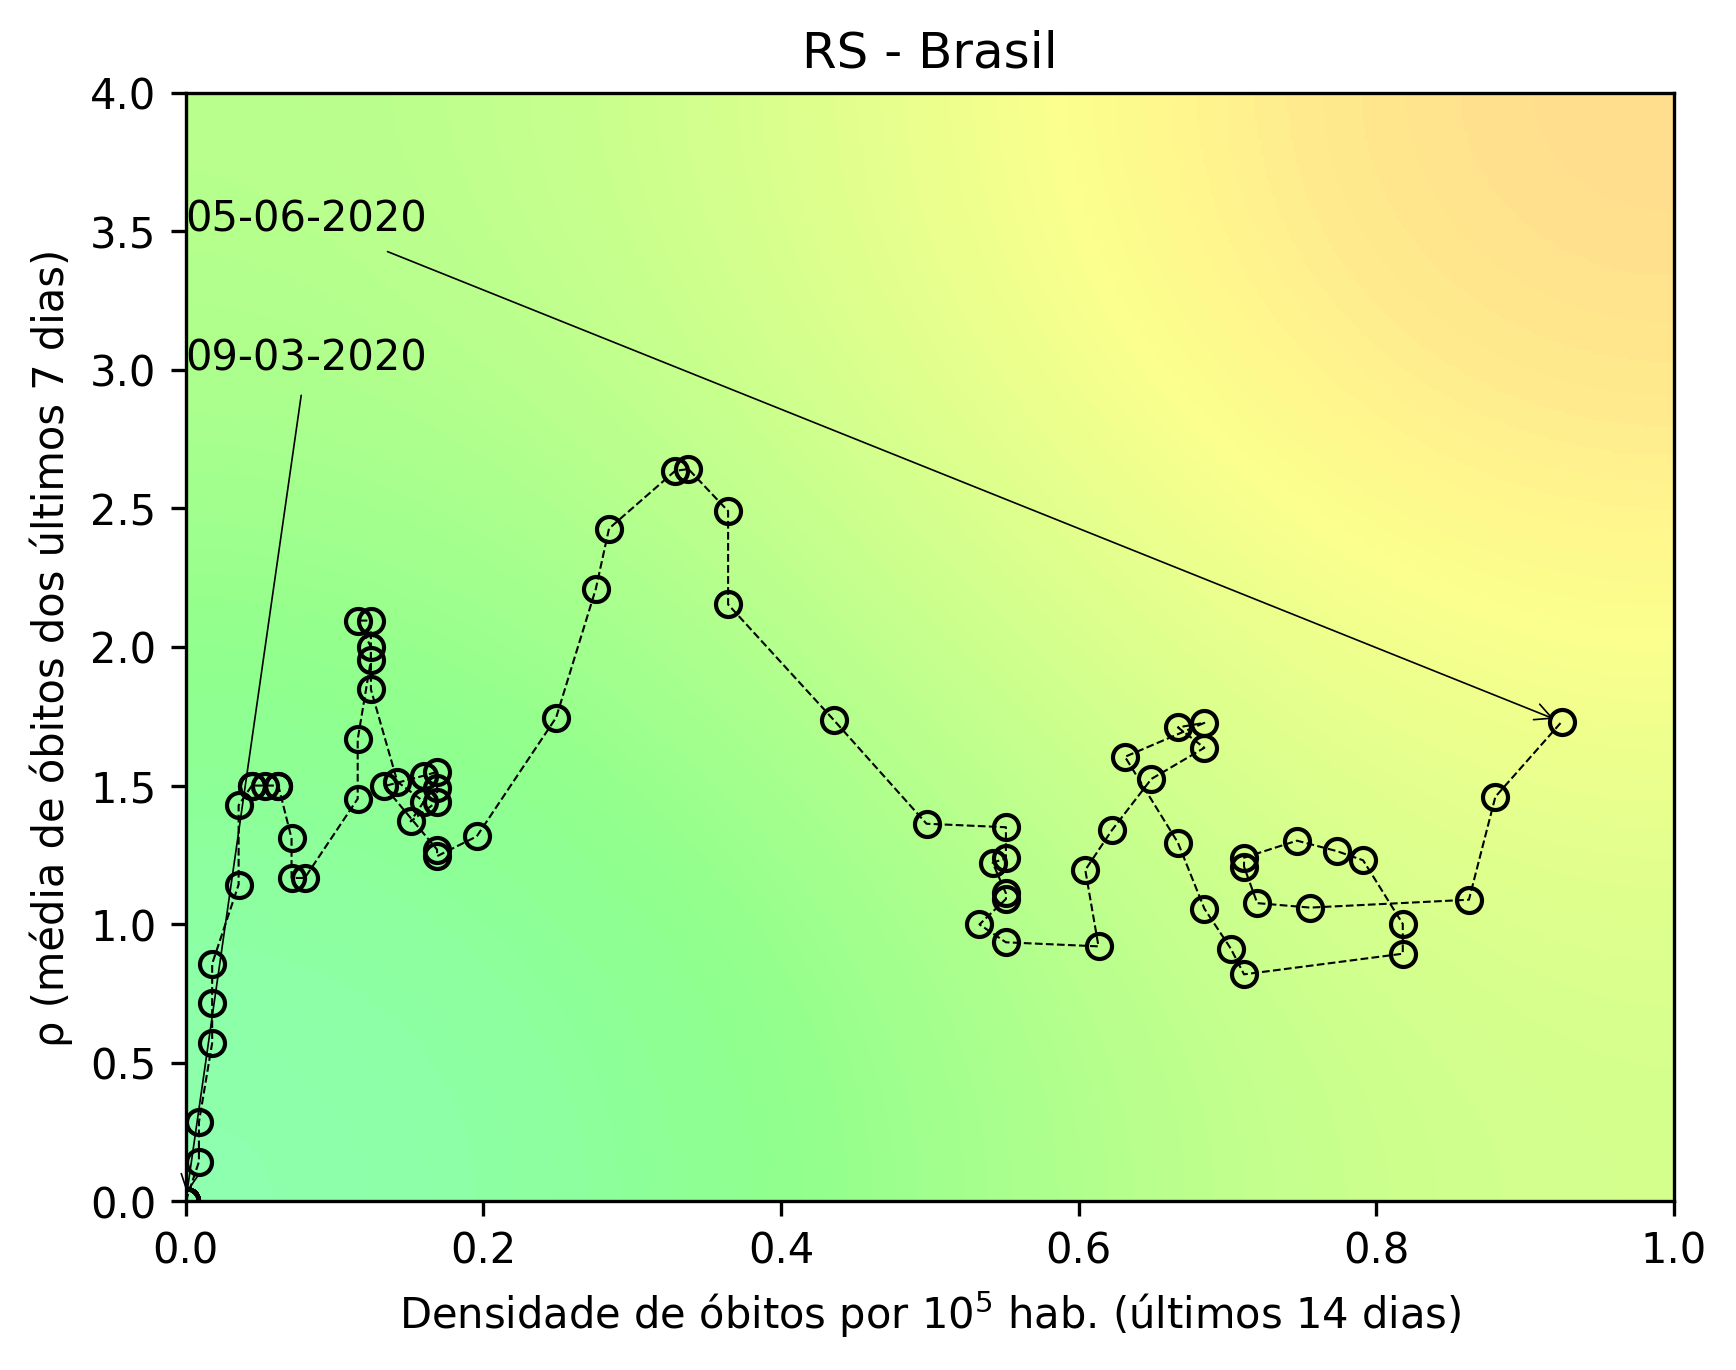 RS - Brasil
4.0
3.5
3.0
2.5
2.0
1.5
1.0
0.5
0.0
ρ (média de óbitos dos últimos 7 dias)
05-06-2020
09-03-2020
0.0 0.2 0.4 0.6 0.8 1.0
Densidade de óbitos por 10⁵ hab. (últimos 14 dias)